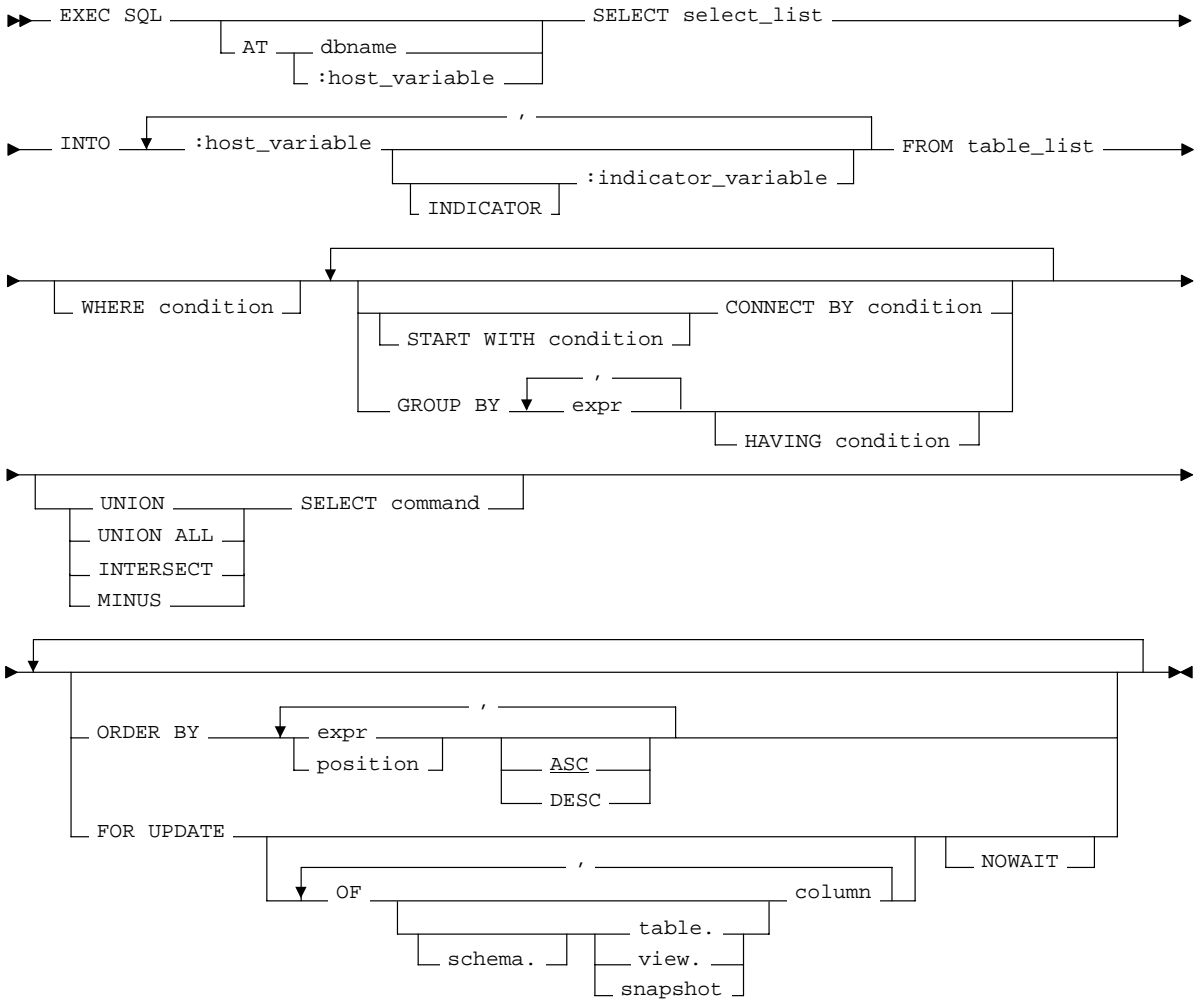 EXEC SQL SELECT select_list
AT dbname
:host_variable
,
INTO :host_variable FROM table_list
:indicator_variable
INDICATOR
WHERE condition CONNECT BY condition
START WITH condition
,
GROUP BY expr
HAVING condition
UNION SELECT command
UNION ALL
INTERSECT
MINUS
,
ORDER BY expr
position ASC
DESC
FOR UPDATE
, NOWAIT
OF column
table.
schema. view.
snapshot